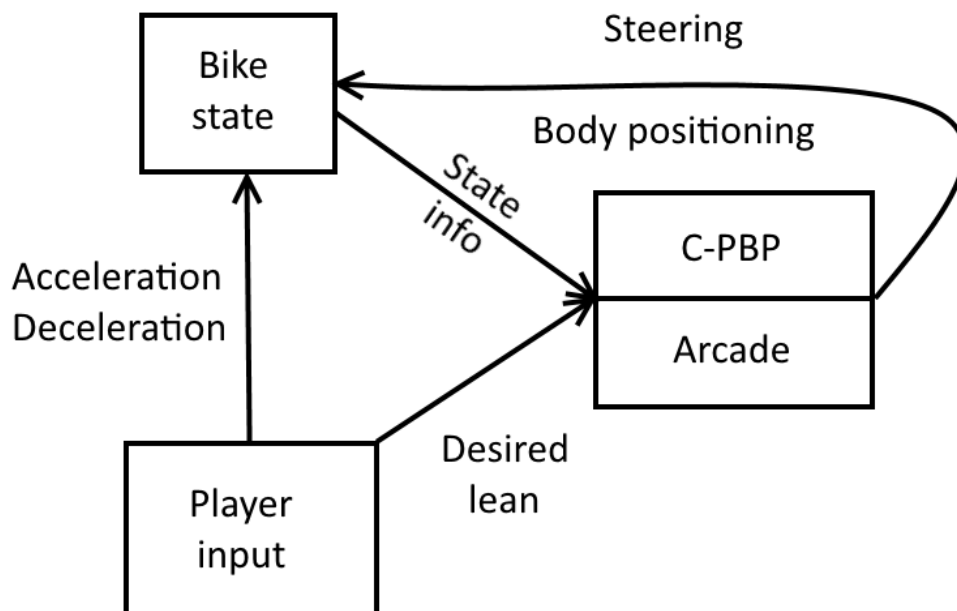 Steering
Bike
state
Body positioning
State
info
C-PBP
Acceleration
Deceleration
Arcade
Desired
lean
Player
input